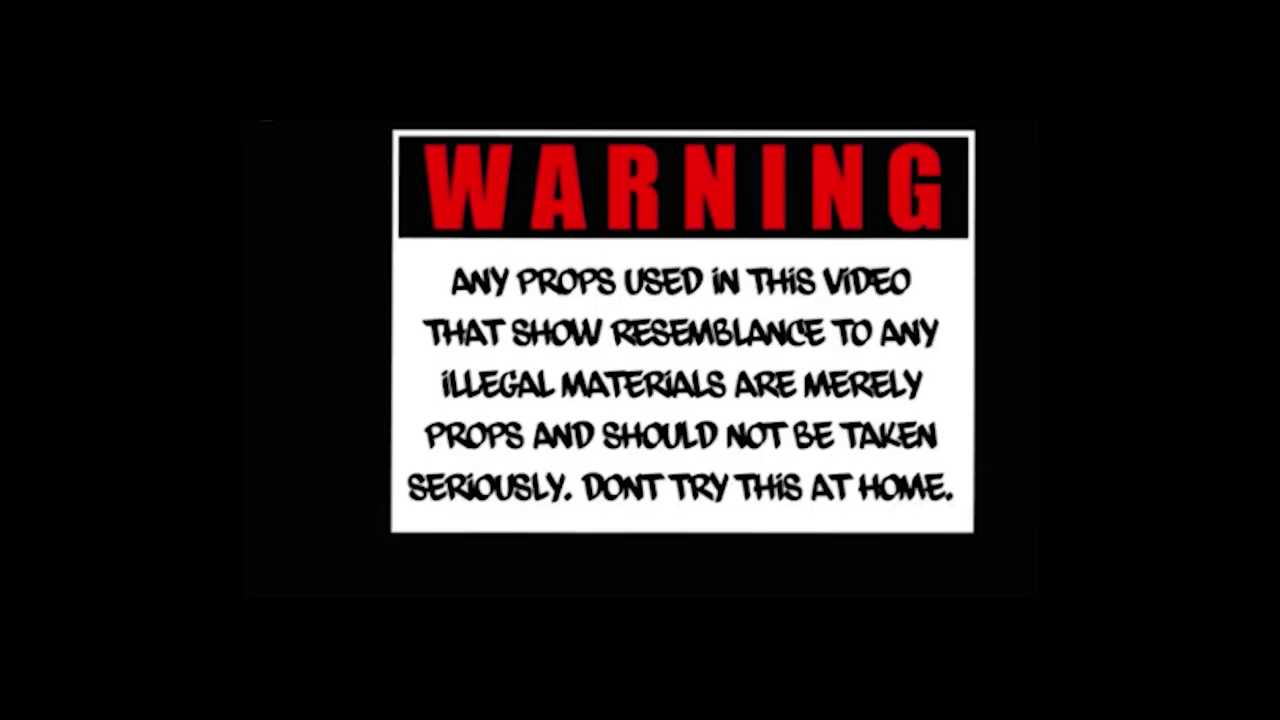 WARNING
ANY PROPS USED iN THiS ViDEO
THAT SHOW RESEMBLANCE TO ANY
iLLEGAL MATERiALS ARE MERELY
PROPS AND SHOULD NOT BE TAKEN
SERiOUSLY. DONT TRY THiS AT HOME.